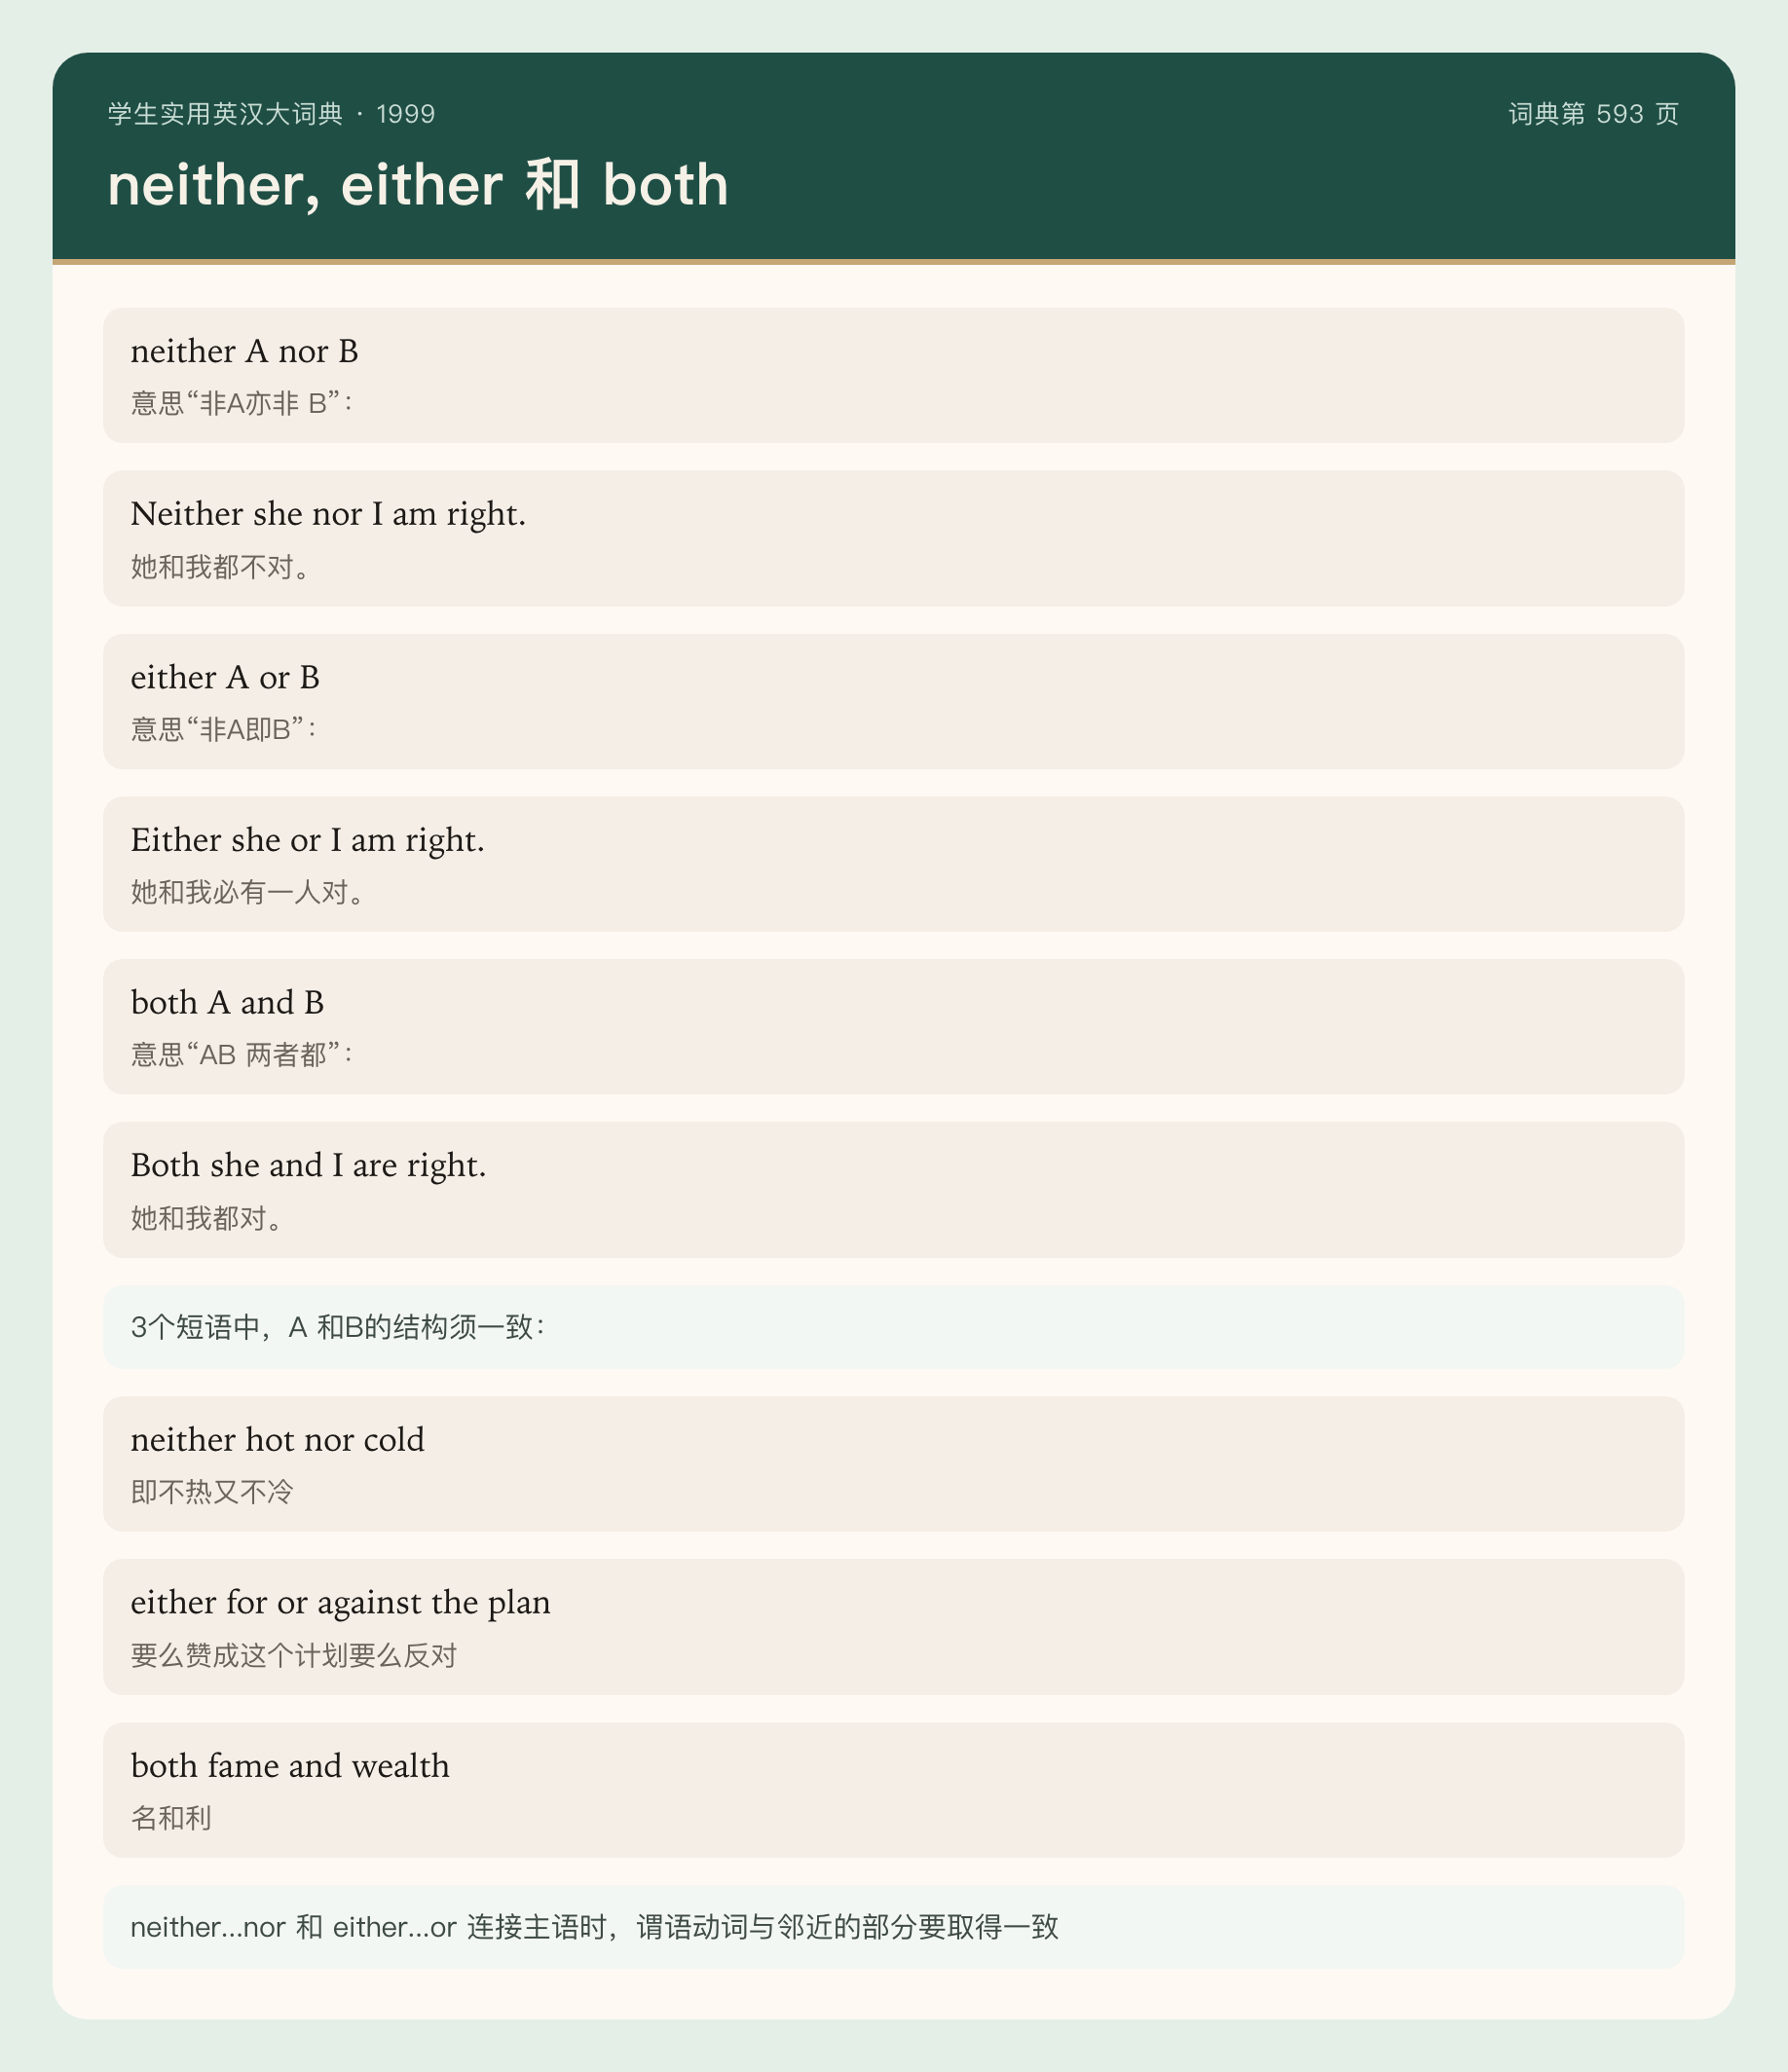 学生实用英汉大词典 · 1999
词典第 593 页
neither, either 和 both
neither A nor B
意思“非A亦非 B”：
Neither she nor I am right.
她和我都不对。
either A or B
意思“非A即B”：
Either she or I am right.
她和我必有一人对。
both A and B
意思“AB 两者都”：
Both she and I are right.
她和我都对。
3个短语中，A 和B的结构须一致：
neither hot nor cold
即不热又不冷
either for or against the plan
要么赞成这个计划要么反对
both fame and wealth
名和利
neither...nor 和 either...or 连接主语时，谓语动词与邻近的部分要取得一致